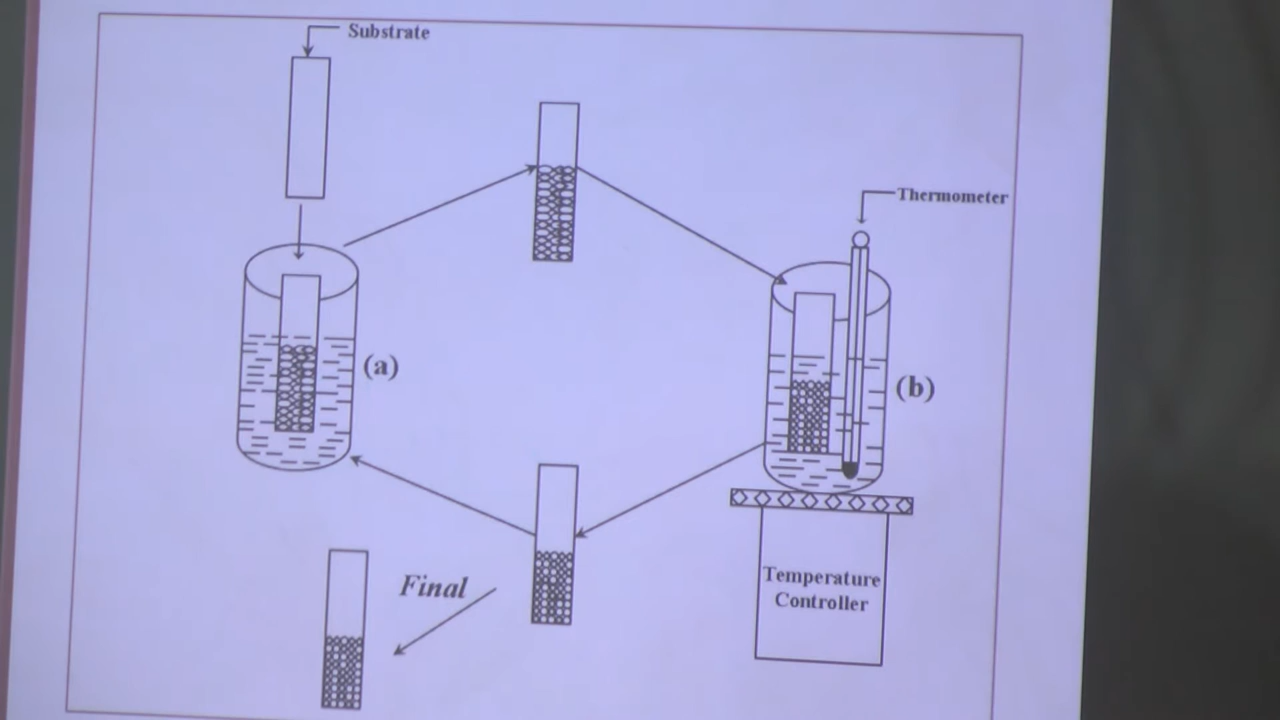 Substrate
Thermometer
(a)
(b)
Final
Temperature
Controller